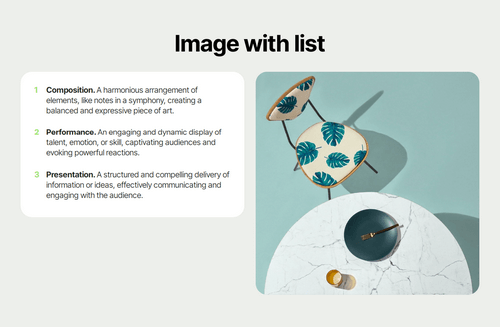 Image with list
1 Composition. A harmonious arrangement of
elements, like notes in a symphony, creating a
balanced and expressive piece of art.
2 Performance. An engaging and dynamic display of
talent, emotion, or skill, captivating audiences and
evoking powerful reactions.
3 Presentation. A structured and compelling delivery of
information or ideas, effectively communicating and
engaging with the audience.